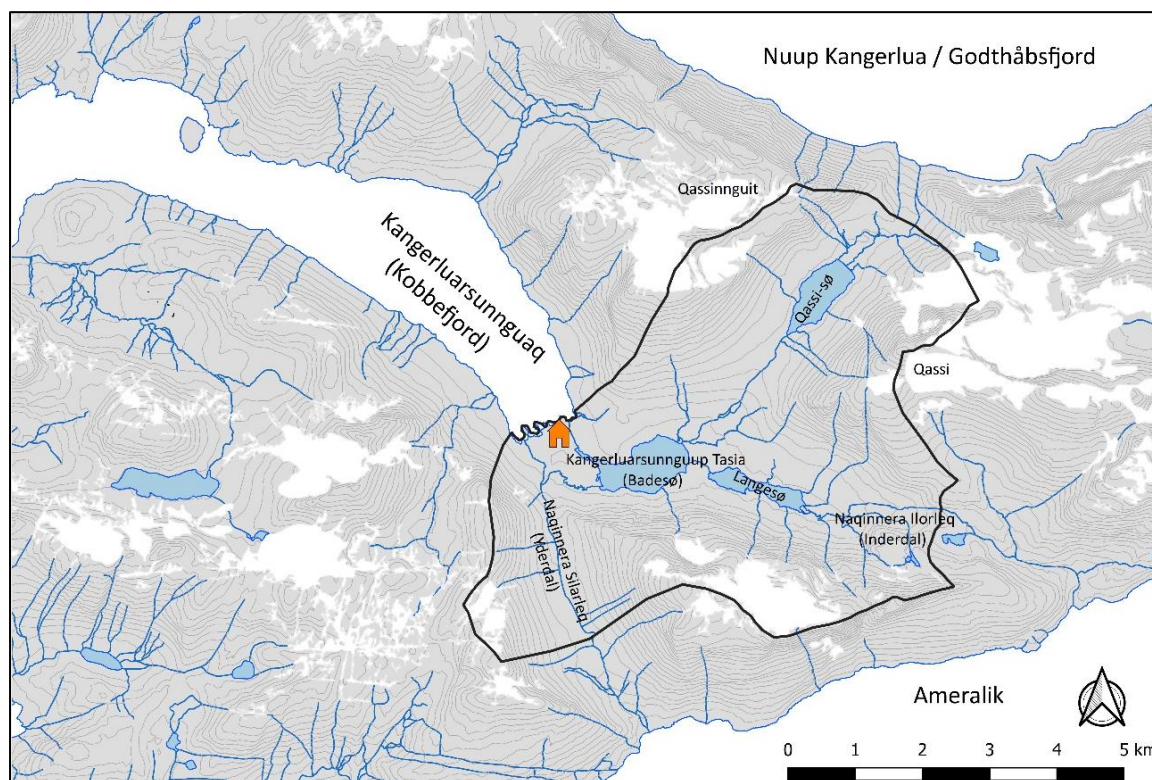 Nuup Kangerlua / Godthåbsfjord
Qassinnguit
Kangerluarsunnguaq
(Kobbefjord)
Qassi-sø
Qassi
Kangerluarsunnguup Tasia
(Badesø)
Langesø
Naqinnera Ilorleq
(Inderdal)
Naqinnera Silarleq
(Yderdal)
Ameralik
0 1 2 3 4 5 km